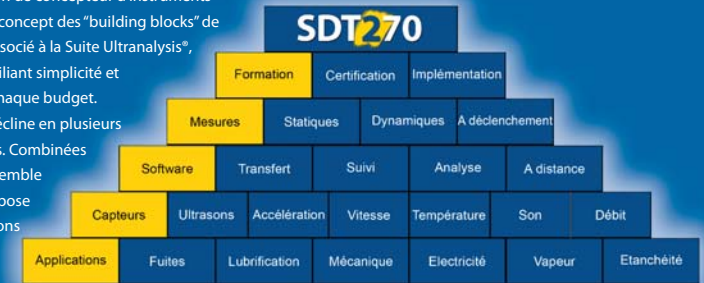 n de concepteur d'instruments
concept des "building blocks" de
socié à la Suite Ultranalysis®,
liant simplicité et
haque budget.
écline en plusieurs
s. Combinées
emble
pose
ons
SDT270
Formation Certification Implémentation
Mesures Statiques Dynamiques A déclenchement
Software Transfert Suivi Analyse A distance
Capteurs Ultrasons Accélération Vitesse Température Son Débit
Applications Fuites Lubrification Mécanique Electricité Vapeur Etanchéité